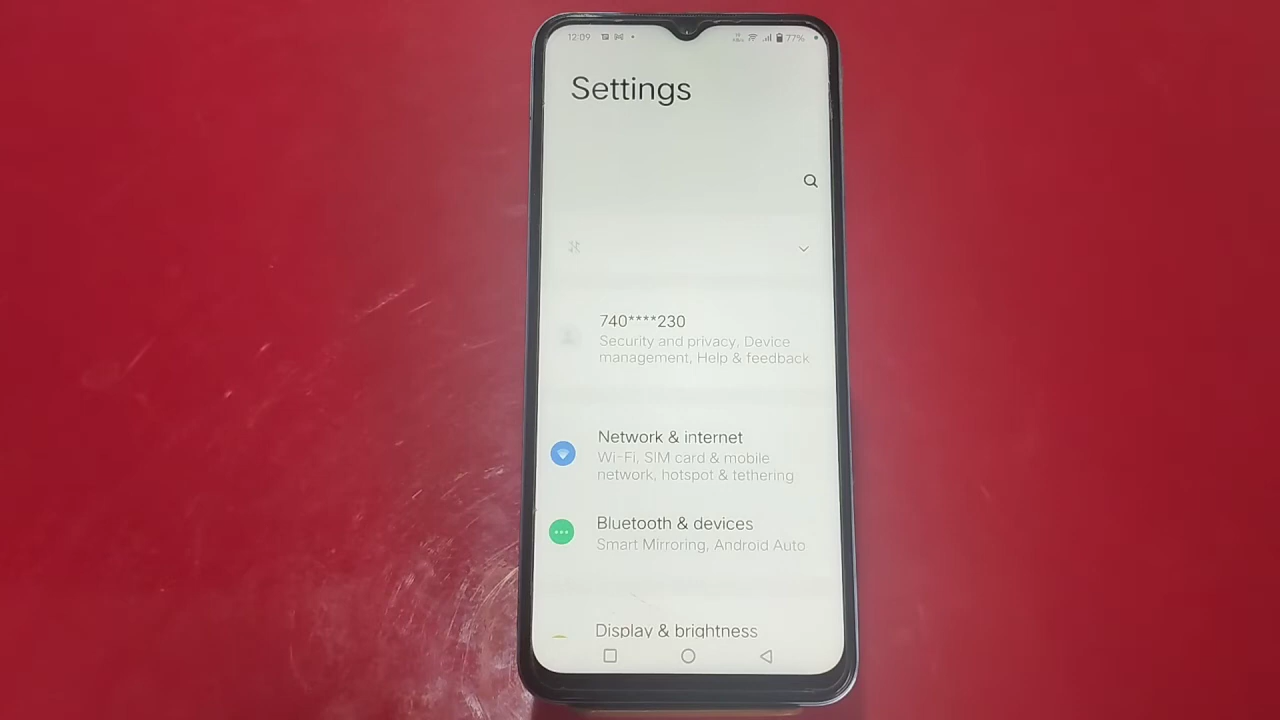 12:09 77%
Settings
740****230
Security and privacy, Device
management, Help & feedback
Network & internet
Wi-Fi, SIM card & mobile
network, hotspot & tethering
Bluetooth & devices
Smart Mirroring, Android Auto
Display & brightness